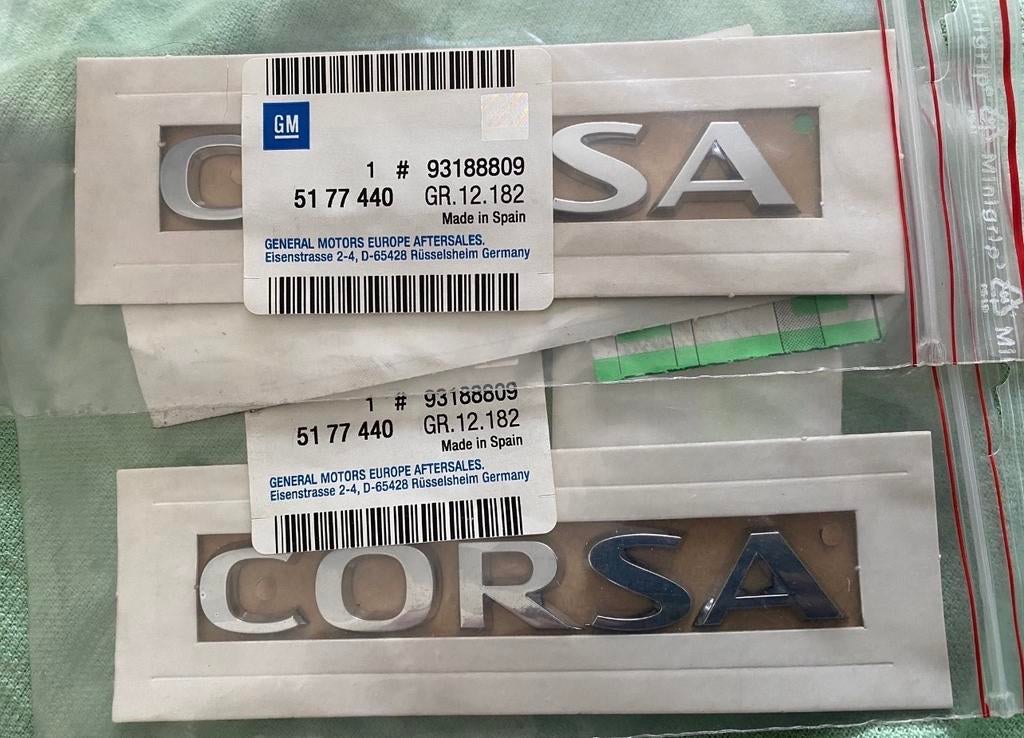 GM
1 # 93188809
51 77 440 GR.12.182
Made in Spain
GENERAL MOTORS EUROPE AFTERSALES.
Eisenstrasse 2-4, D-65428 Rüsselsheim Germany
C SA
1 # 93188809
51 77 440 GR.12.182
Made in Spain
GENERAL MOTORS EUROPE AFTERSALES.
Eisenstrasse 2-4, D-65428 Rüsselsheim Germany
CORSA
Minigrip